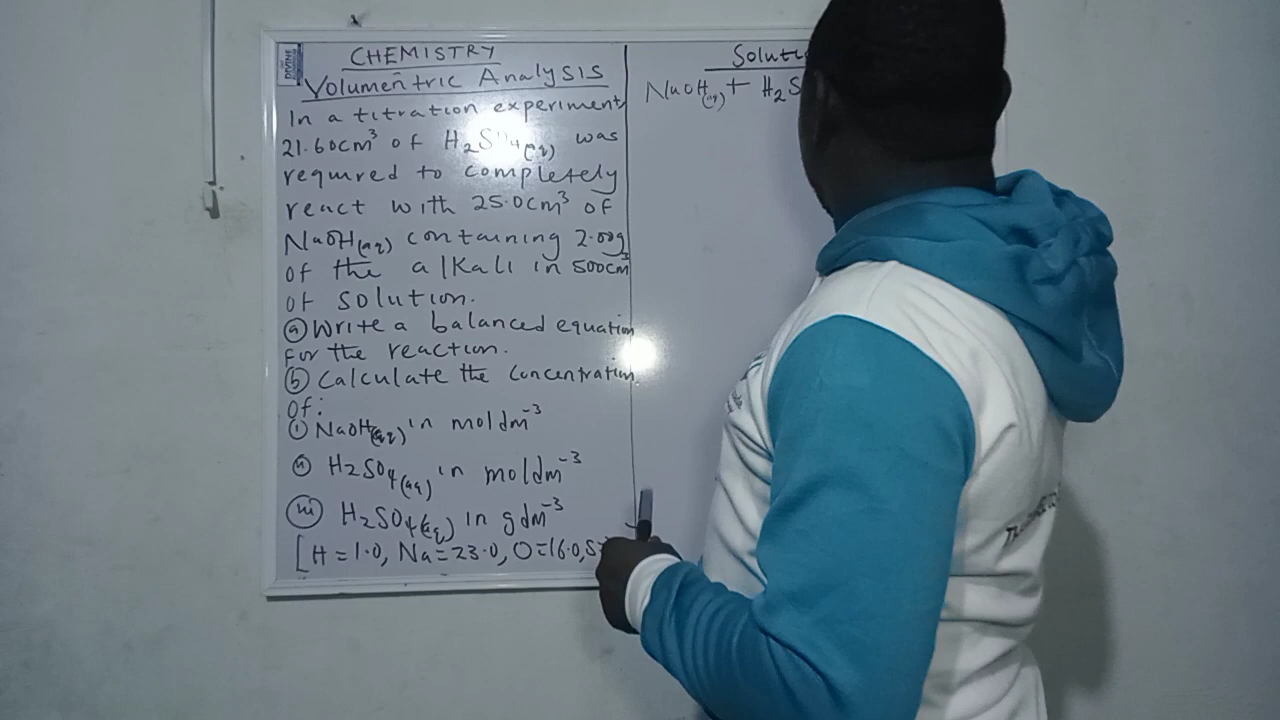 CHEMISTRY
Volumentric Analysis
In a titration experiment
21.60cm³ of H₂SO₄(aq) was
required to completely
react with 25.0cm³ of
NaOH(aq) containing 2.00g
of the alkali in 500cm³
of solution.
(a) Write a balanced equation
for the reaction.
(b) Calculate the concentration
of:
(i) NaOH(aq) in moldm⁻³
(ii) H₂SO₄(aq) in moldm⁻³
(iii) H₂SO₄(aq) in gdm⁻³
[H = 1.0, Na = 23.0, O = 16.0, S
Soluti
NaOH(aq) + H₂S
DIVINE